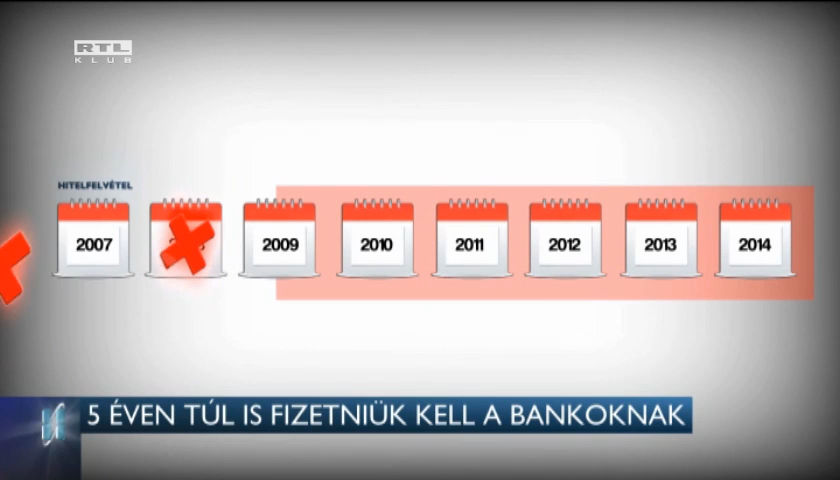 RTL
KLUB
HITELFELVÉTEL
2007
2009
2010
2011
2012
2013
2014
5 ÉVEN TÚL IS FIZETNIÜK KELL A BANKOKNAK